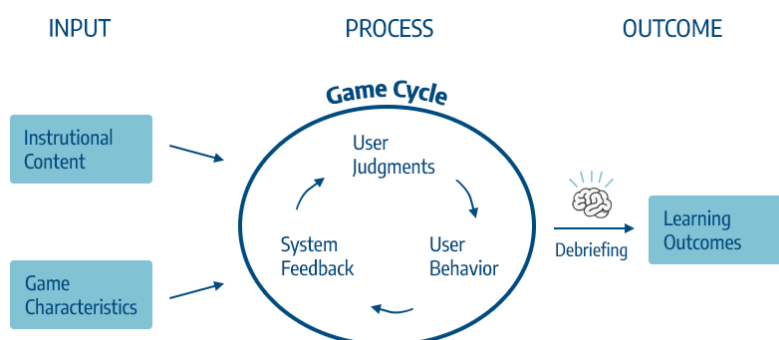 INPUT
PROCESS
OUTCOME
Game Cycle
Instrutional
Content
User
Judgments
System
Feedback
User
Behavior
Game
Characteristics
Debriefing
Learning
Outcomes